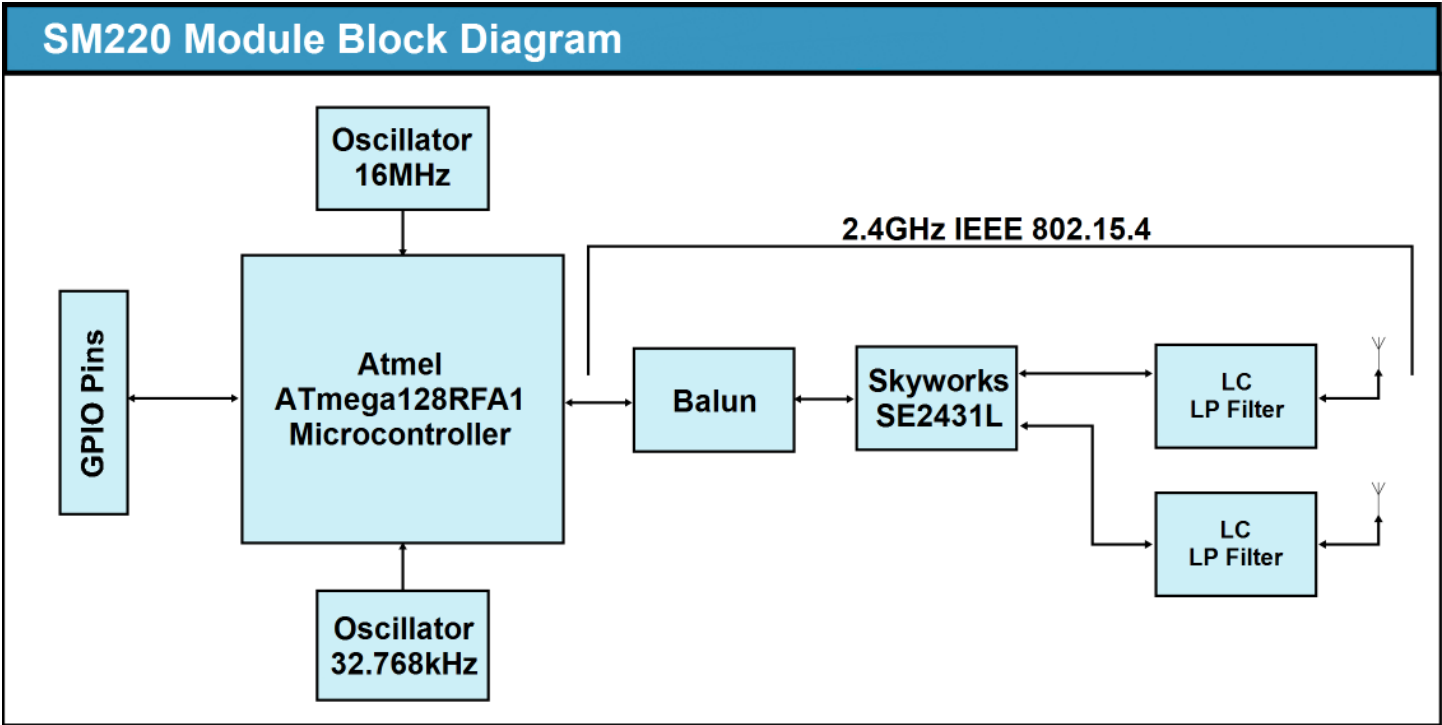 SM220 Module Block Diagram
Oscillator
16MHz
2.4GHz IEEE 802.15.4
GPIO Pins
Atmel
ATmega128RFA1
Microcontroller
Balun
Skyworks
SE2431L
LC
LP Filter
LC
LP Filter
Oscillator
32.768kHz